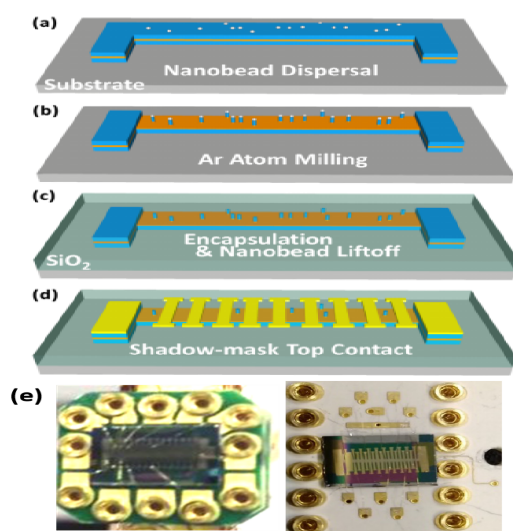 (a)
Nanobead Dispersal
Substrate
(b)
Ar Atom Milling
(c)
Encapsulation
& Nanobead Liftoff
SiO₂
(d)
Shadow-mask Top Contact
(e)